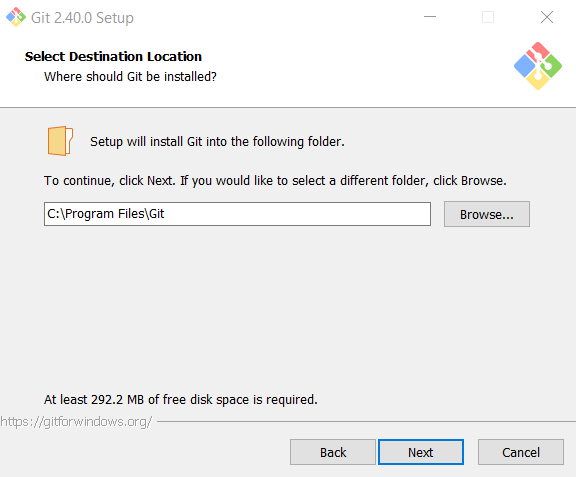 Git 2.40.0 Setup
Select Destination Location
Where should Git be installed?
Setup will install Git into the following folder.
To continue, click Next. If you would like to select a different folder, click Browse.
C:\Program Files\Git
Browse...
At least 292.2 MB of free disk space is required.
https://gitforwindows.org/
Back
Next
Cancel